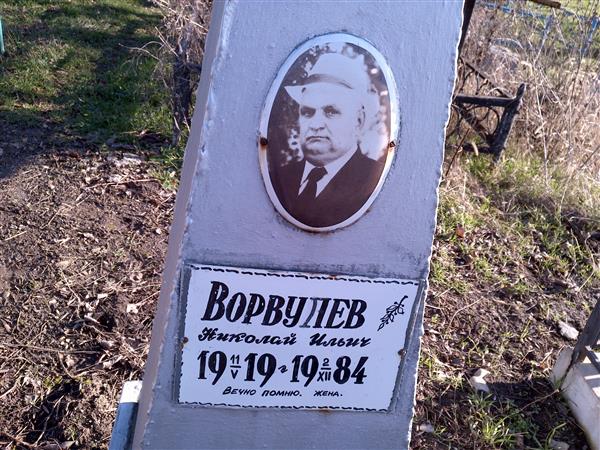 Ворвулев
Николай Ильич
19 11/V 19 г. 19 2/XII 84
Вечно помню. жена.